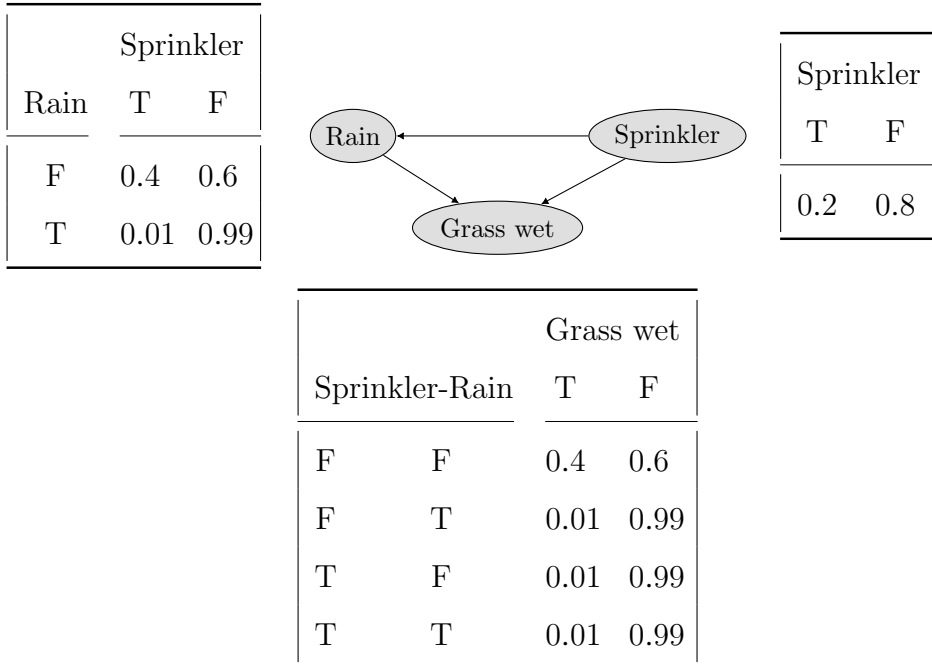 Sprinkler
Rain T F
F 0.4 0.6
T 0.01 0.99
Rain
Sprinkler
Grass wet
Sprinkler
T F
0.2 0.8
Grass wet
Sprinkler-Rain T F
F F 0.4 0.6
F T 0.01 0.99
T F 0.01 0.99
T T 0.01 0.99